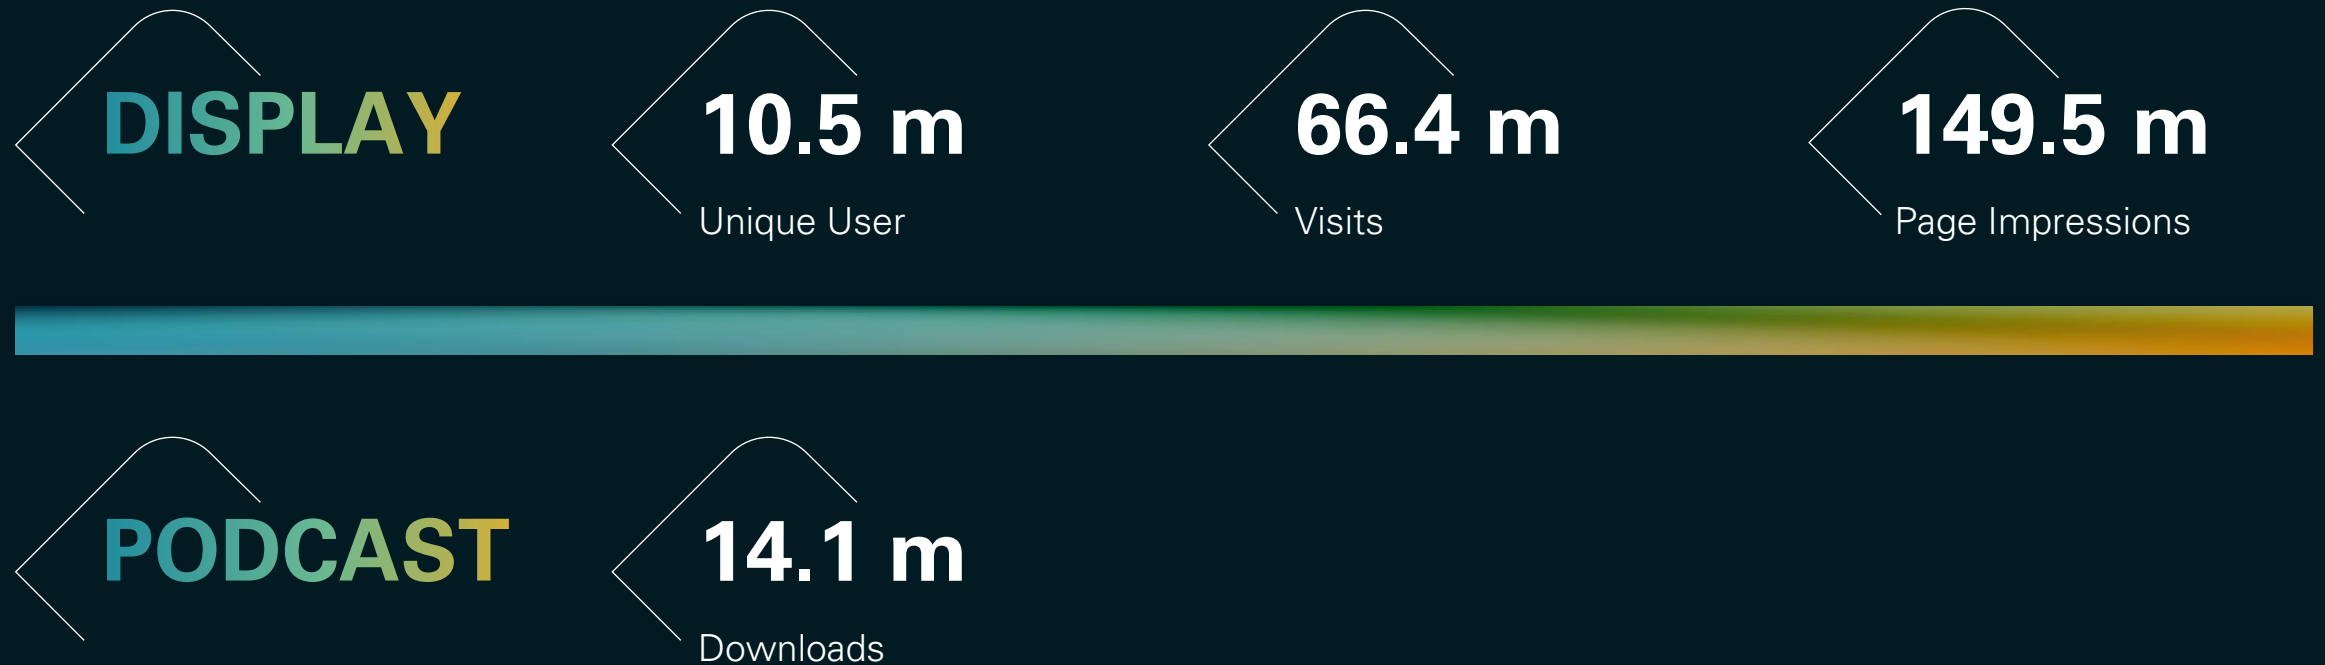 DISPLAY
10.5 m
Unique User
66.4 m
Visits
149.5 m
Page Impressions
PODCAST
14.1 m
Downloads